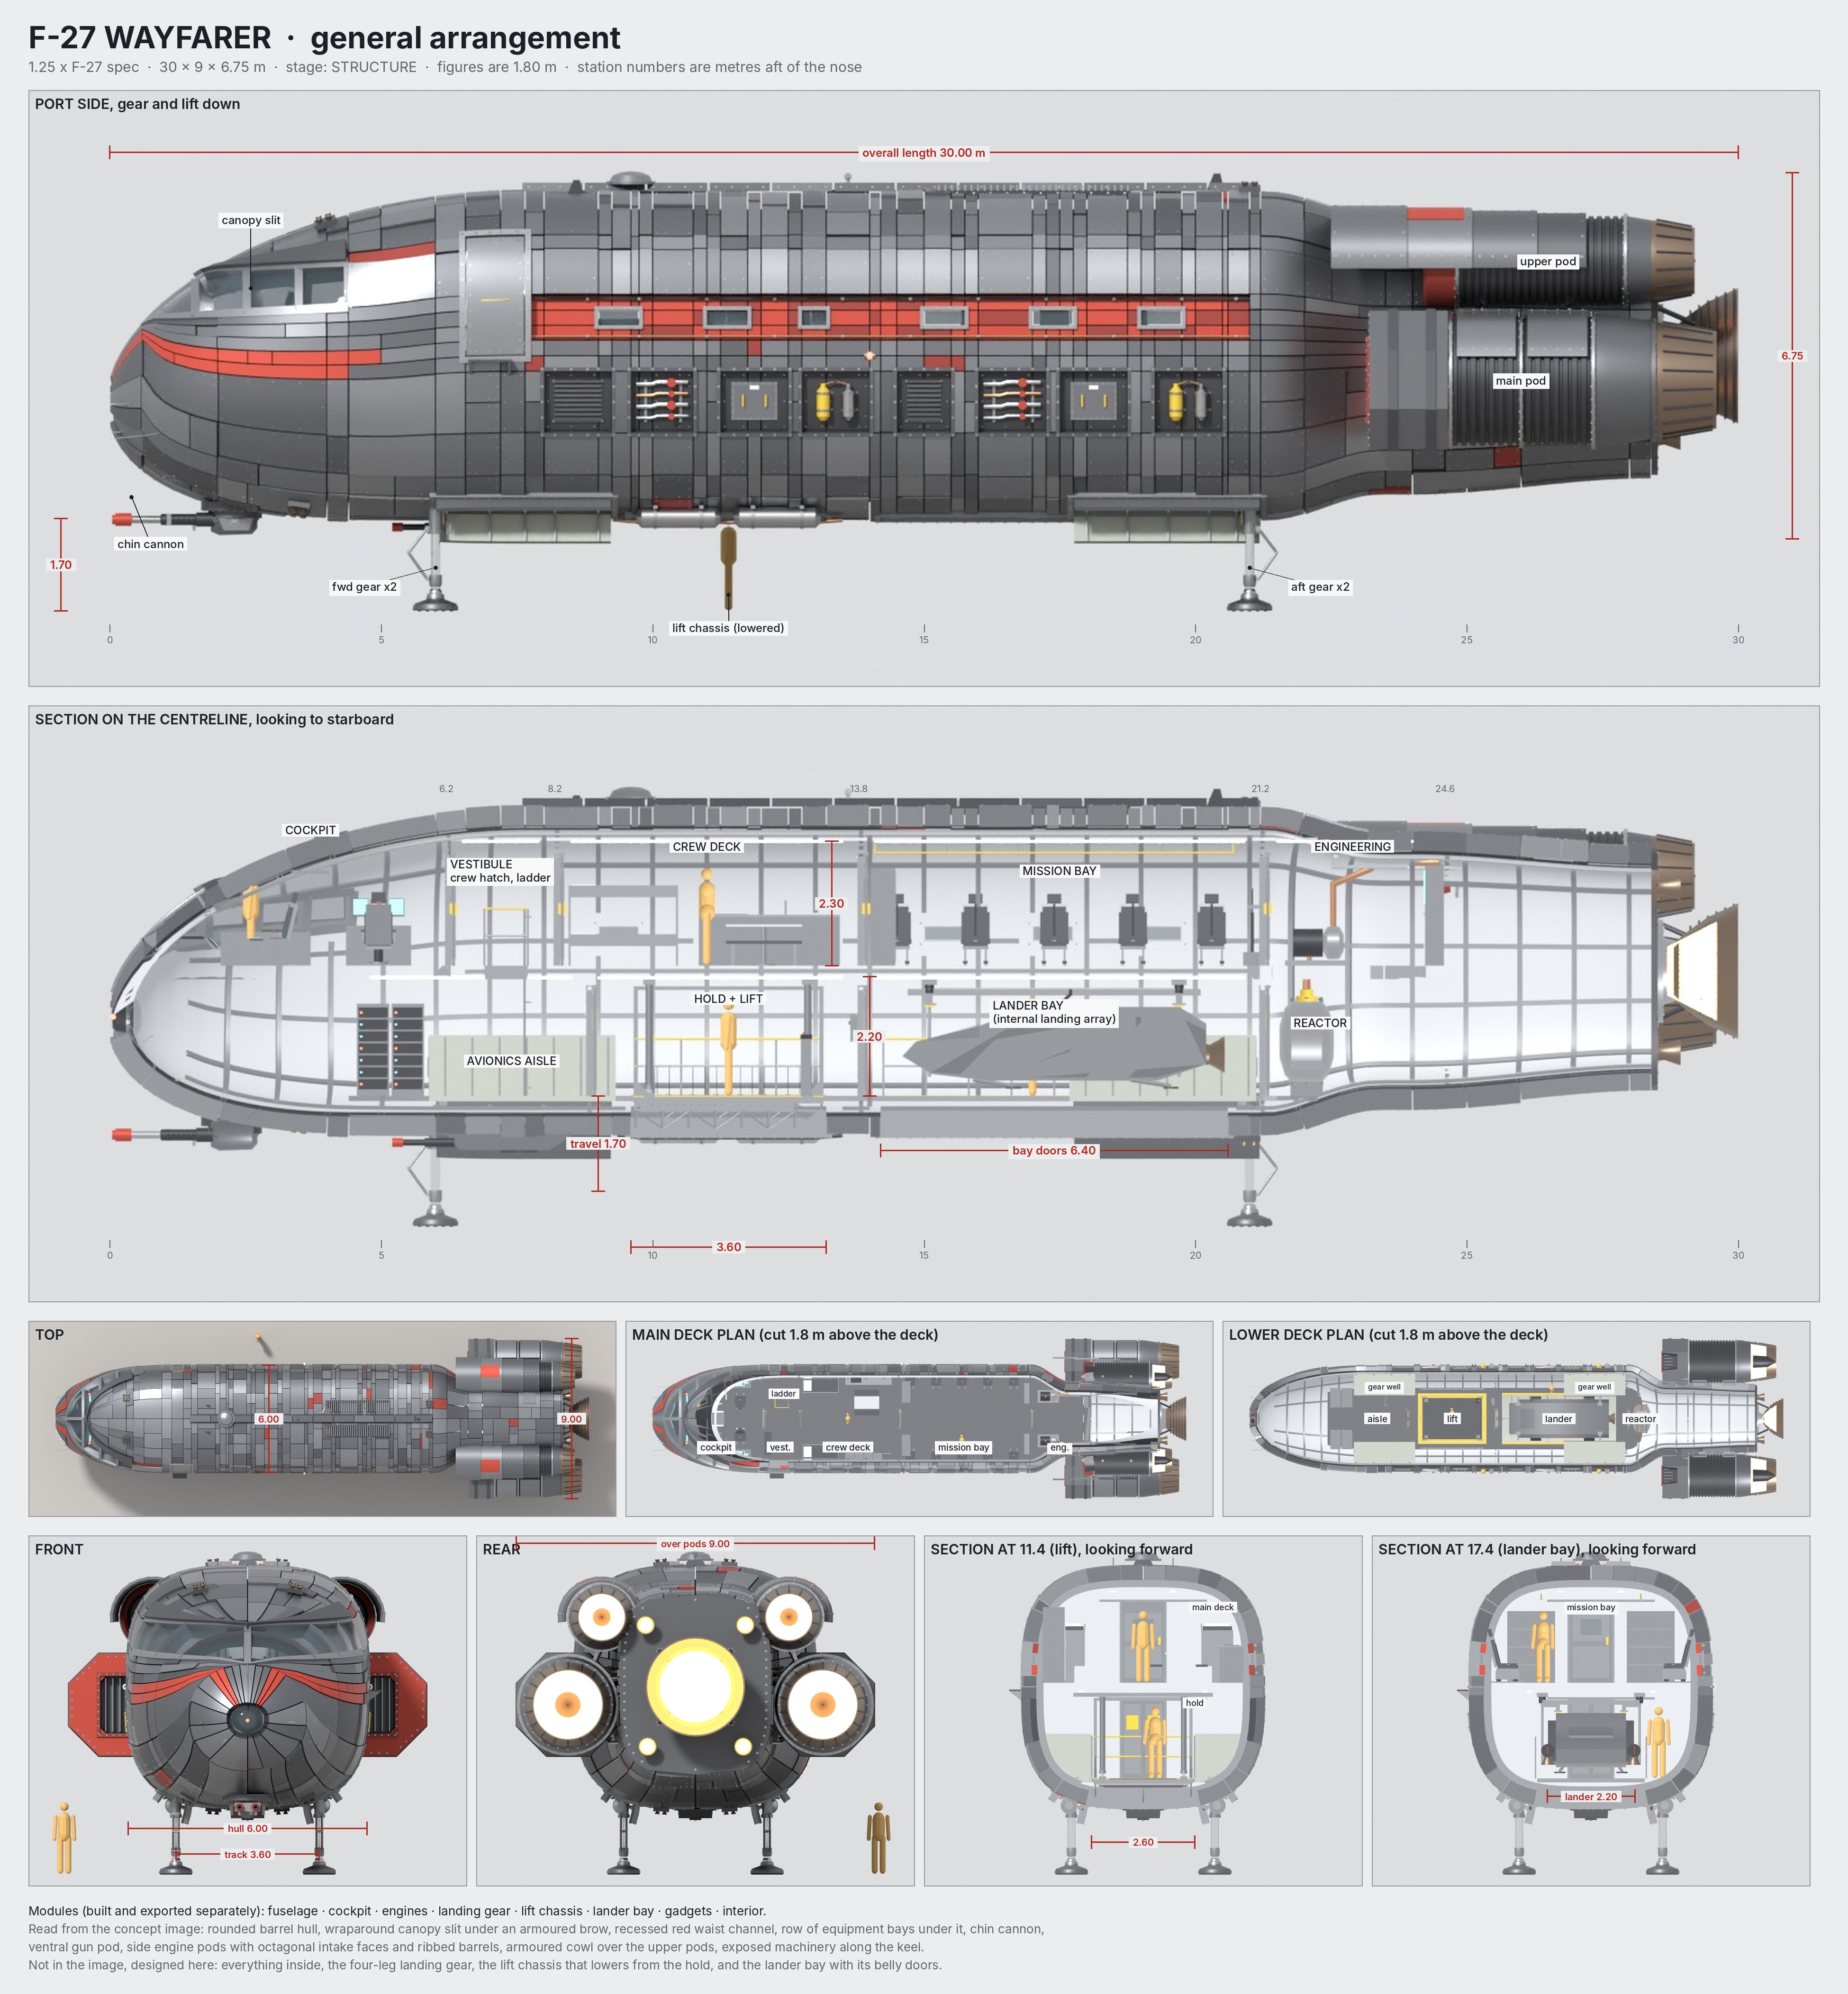 F-27 WAYFARER · general arrangement
1.25 x F-27 spec · 30 × 9 × 6.75 m · stage: STRUCTURE · figures are 1.80 m · station numbers are metres aft of the nose
PORT SIDE, gear and lift down
overall length 30.00 m
canopy slit
upper pod
6.75
main pod
chin cannon
1.70
fwd gear x2
aft gear x2
lift chassis (lowered)
0 5 10 15 20 25 30
SECTION ON THE CENTRELINE, looking to starboard
6.2 8.2 13.8 21.2 24.6
COCKPIT
CREW DECK
ENGINEERING
VESTIBULE
crew hatch, ladder
MISSION BAY
2.30
HOLD + LIFT
LANDER BAY
(internal landing array)
REACTOR
2.20
AVIONICS AISLE
travel 1.70
bay doors 6.40
3.60
0 5 10 15 20 25 30
TOP
6.00
9.00
MAIN DECK PLAN (cut 1.8 m above the deck)
ladder
cockpit
vest.
crew deck
mission bay
eng.
LOWER DECK PLAN (cut 1.8 m above the deck)
gear well
gear well
aisle
lift
lander
reactor
FRONT
hull 6.00
track 3.60
REAR
over pods 9.00
SECTION AT 11.4 (lift), looking forward
main deck
hold
2.60
SECTION AT 17.4 (lander bay), looking forward
mission bay
lander 2.20
Modules (built and exported separately): fuselage · cockpit · engines · landing gear · lift chassis · lander bay · gadgets · interior.
Read from the concept image: rounded barrel hull, wraparound canopy slit under an armoured brow, recessed red waist channel, row of equipment bays under it, chin cannon,
ventral gun pod, side engine pods with octagonal intake faces and ribbed barrels, armoured cowl over the upper pods, exposed machinery along the keel.
Not in the image, designed here: everything inside, the four-leg landing gear, the lift chassis that lowers from the hold, and the lander bay with its belly doors.